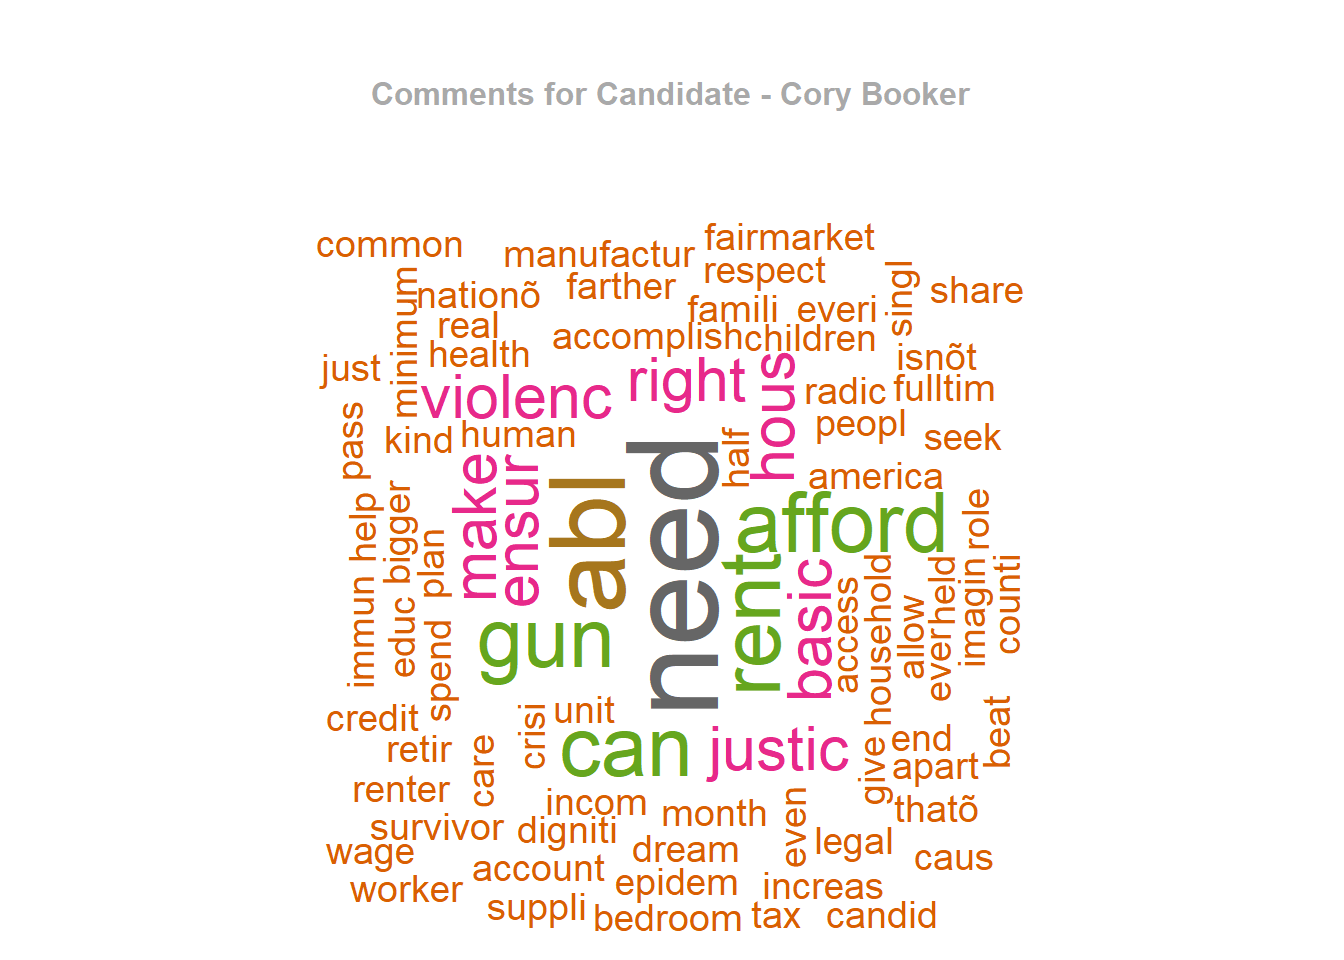 Comments for Candidate - Cory Booker
common
manufactur
fairmarket
respect
farther
nationõ
minimum
singl
share
famili
everi
real
accomplish
children
health
isnõt
just
violenc
right
hous
radic
fulltim
pass
kind
human
half
peopl
seek
america
make
ensur
abl
need
afford
role
help
bigger
plan
rent
basic
access
household
allow
held
ever
imagin
counti
immun
educ
spend
gun
credit
retir
crisi
unit
can
justic
give
end
apart
beat
care
renter
incom
month
even
thatõ
survivor
digniti
dream
legal
caus
wage
account
epidem
increas
worker
suppli
bedroom
tax
candid